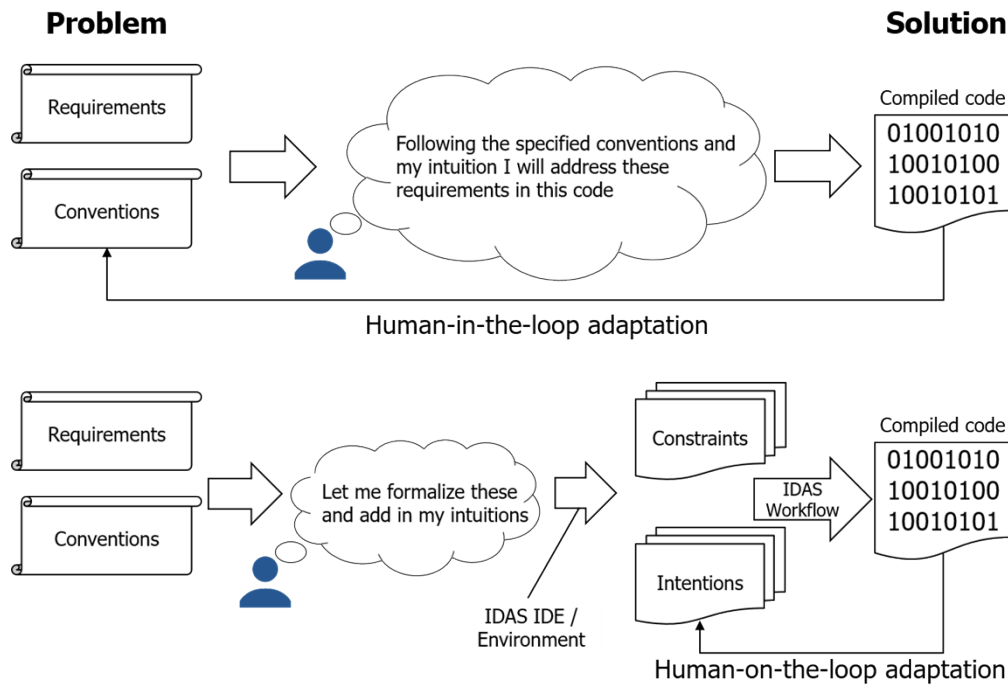 Problem
Solution
Requirements
Conventions
Following the specified conventions and
my intuition I will address these
requirements in this code
Compiled code
01001010
10010100
10010101
Human-in-the-loop adaptation
Requirements
Conventions
Let me formalize these
and add in my intuitions
IDAS IDE /
Environment
Constraints
Intentions
IDAS
Workflow
Compiled code
01001010
10010100
10010101
Human-on-the-loop adaptation